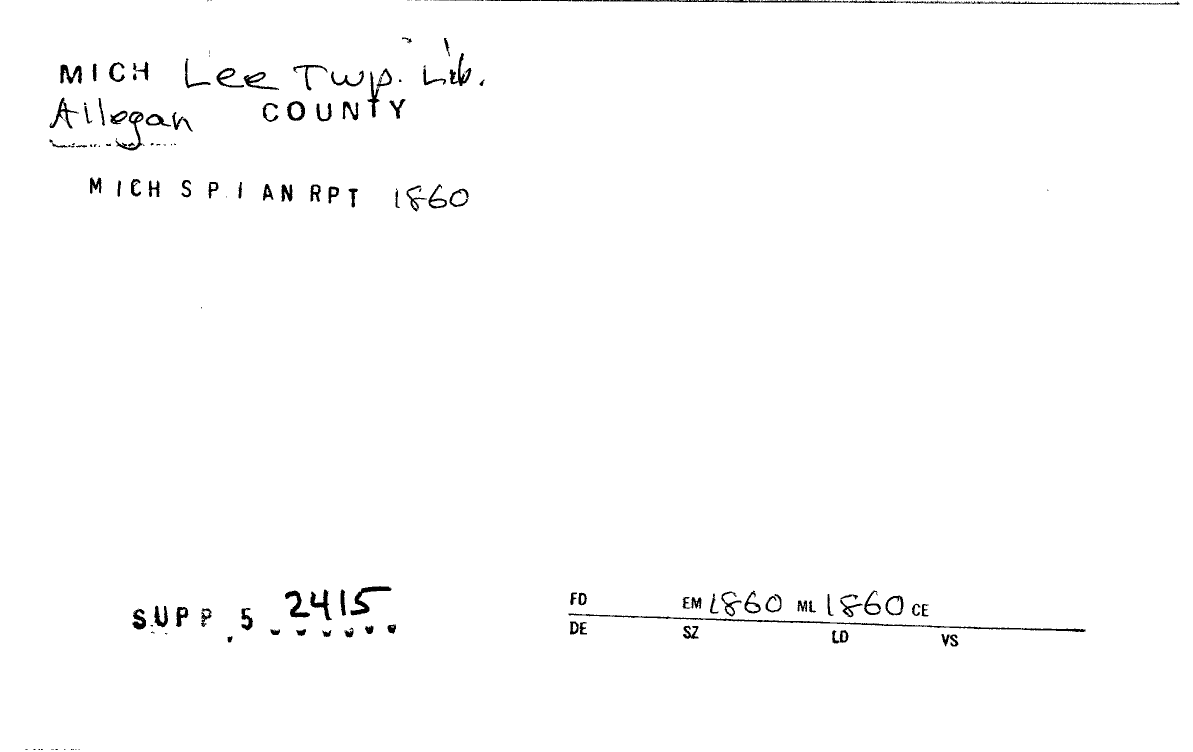 MICH Lee Twp. Lib.
Allegan COUNTY
MICH S P I AN RPT 1860
SUPP 5 2415
FD EM 1860 ML 1860 CE
DE SZ LD VS